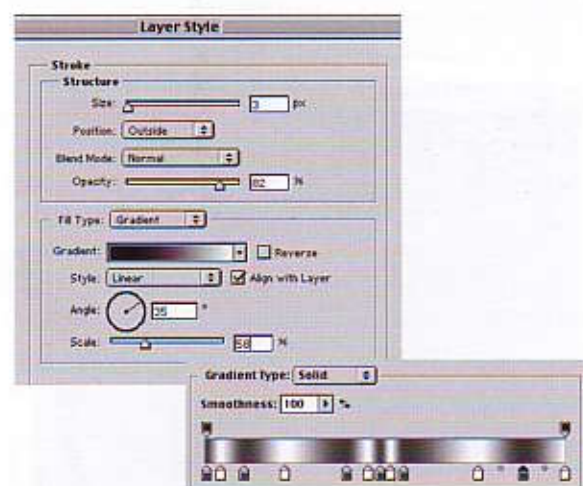 Layer Style
Stroke
Structure
Size: 3 px
Position: Outside
Blend Mode: Normal
Opacity: 82 %
Fill Type: Gradient
Gradient: Reverse
Style: Linear Align with Layer
Angle: 35 °
Scale: 58 %
Gradient Type: Solid
Smoothness: 100 %